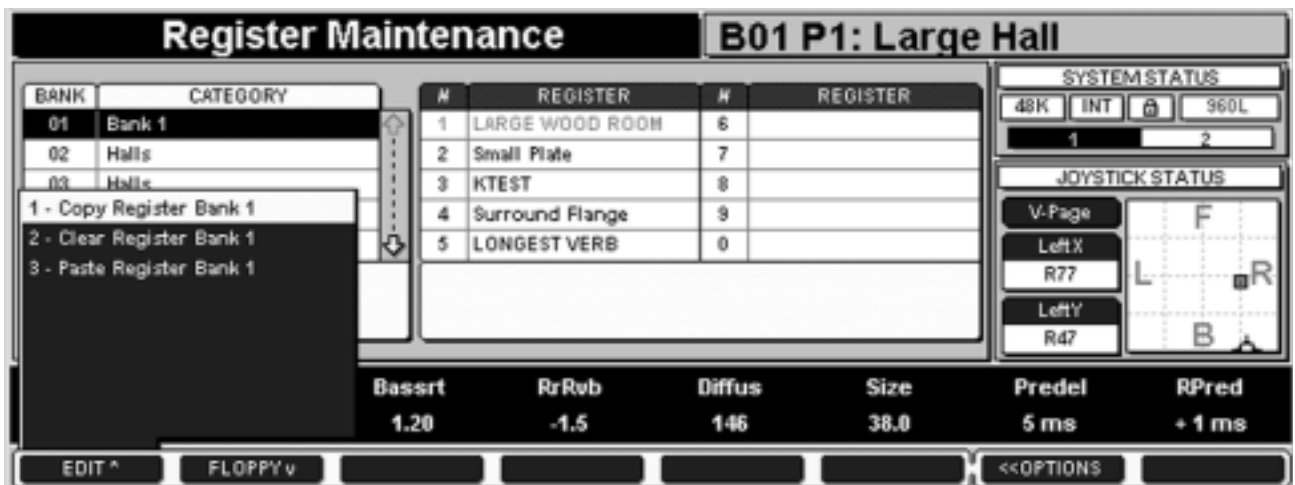 Register Maintenance
B01 P1: Large Hall
BANK CATEGORY
01 Bank 1
02 Halls
03 Halls
1 - Copy Register Bank 1
2 - Clear Register Bank 1
3 - Paste Register Bank 1
# REGISTER # REGISTER
1 LARGE WOOD ROOM 6
2 Small Plate 7
3 KTEST 8
4 Surround Flange 9
5 LONGEST VERB 0
SYSTEM STATUS
48K INT 960L
1 2
JOYSTICK STATUS
V-Page
LeftX
R77
LeftY
R47
F
L R
B
Bassrt RrRvb Diffus Size Predel RPred
1.20 -1.5 146 38.0 5 ms + 1 ms
EDIT ^ FLOPPY v <<OPTIONS